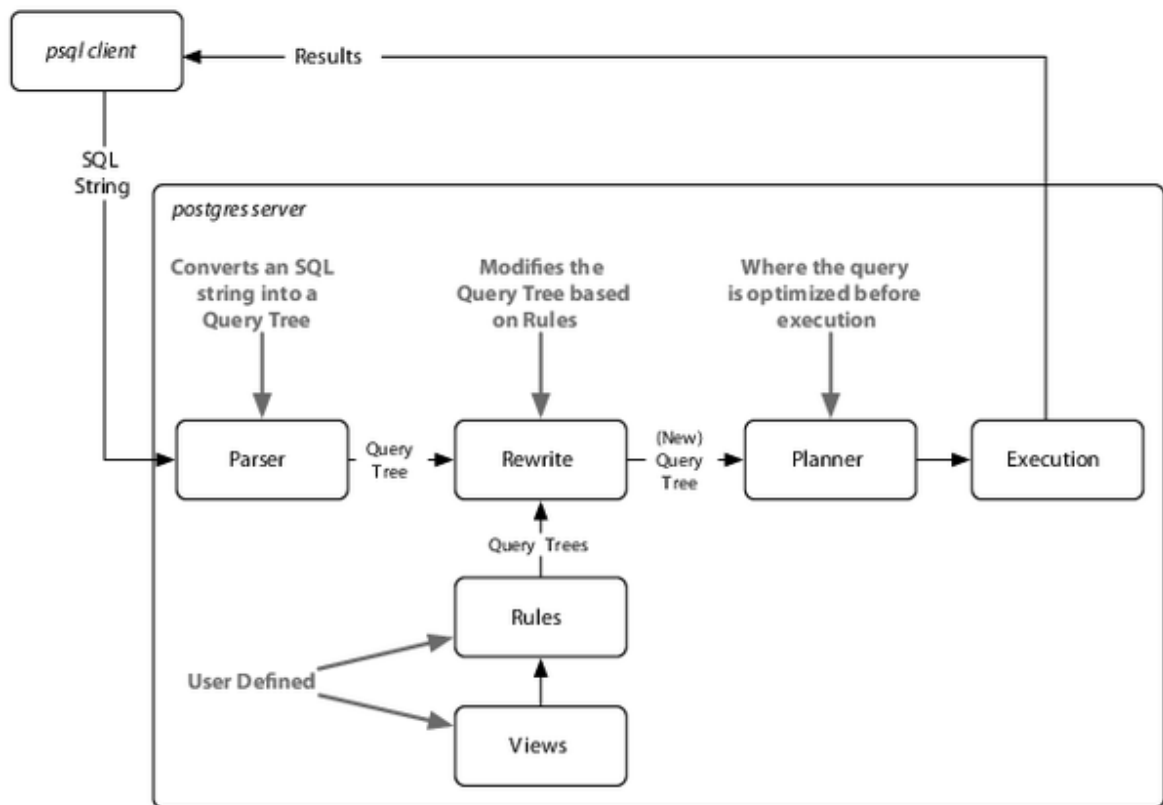 psql client
Results
SQL
String
postgres server
Converts an SQL
string into a
Query Tree
Modifies the
Query Tree based
on Rules
Where the query
is optimized before
execution
Parser
Query
Tree
Rewrite
(New)
Query
Tree
Planner
Execution
Query Trees
Rules
User Defined
Views